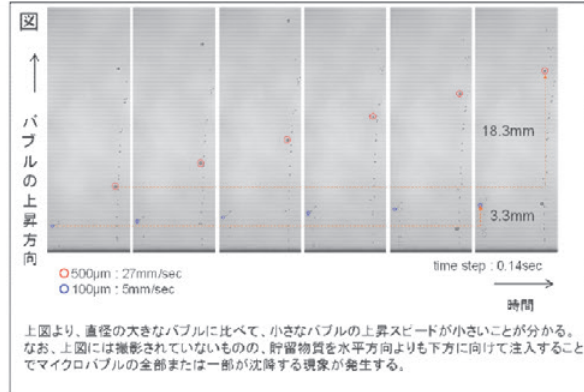 図
バブルの上昇方向
18.3mm
3.3mm
500μm : 27mm/sec
100μm : 5mm/sec
time step : 0.14sec
時間
上図より、直径の大きなバブルに比べて、小さなバブルの上昇スピードが小さいことが分かる。
なお、上図には撮影されていないものの、貯留物質を水平方向よりも下方に向けて注入すること
でマイクロバブルの全部または一部が沈降する現象が発生する。